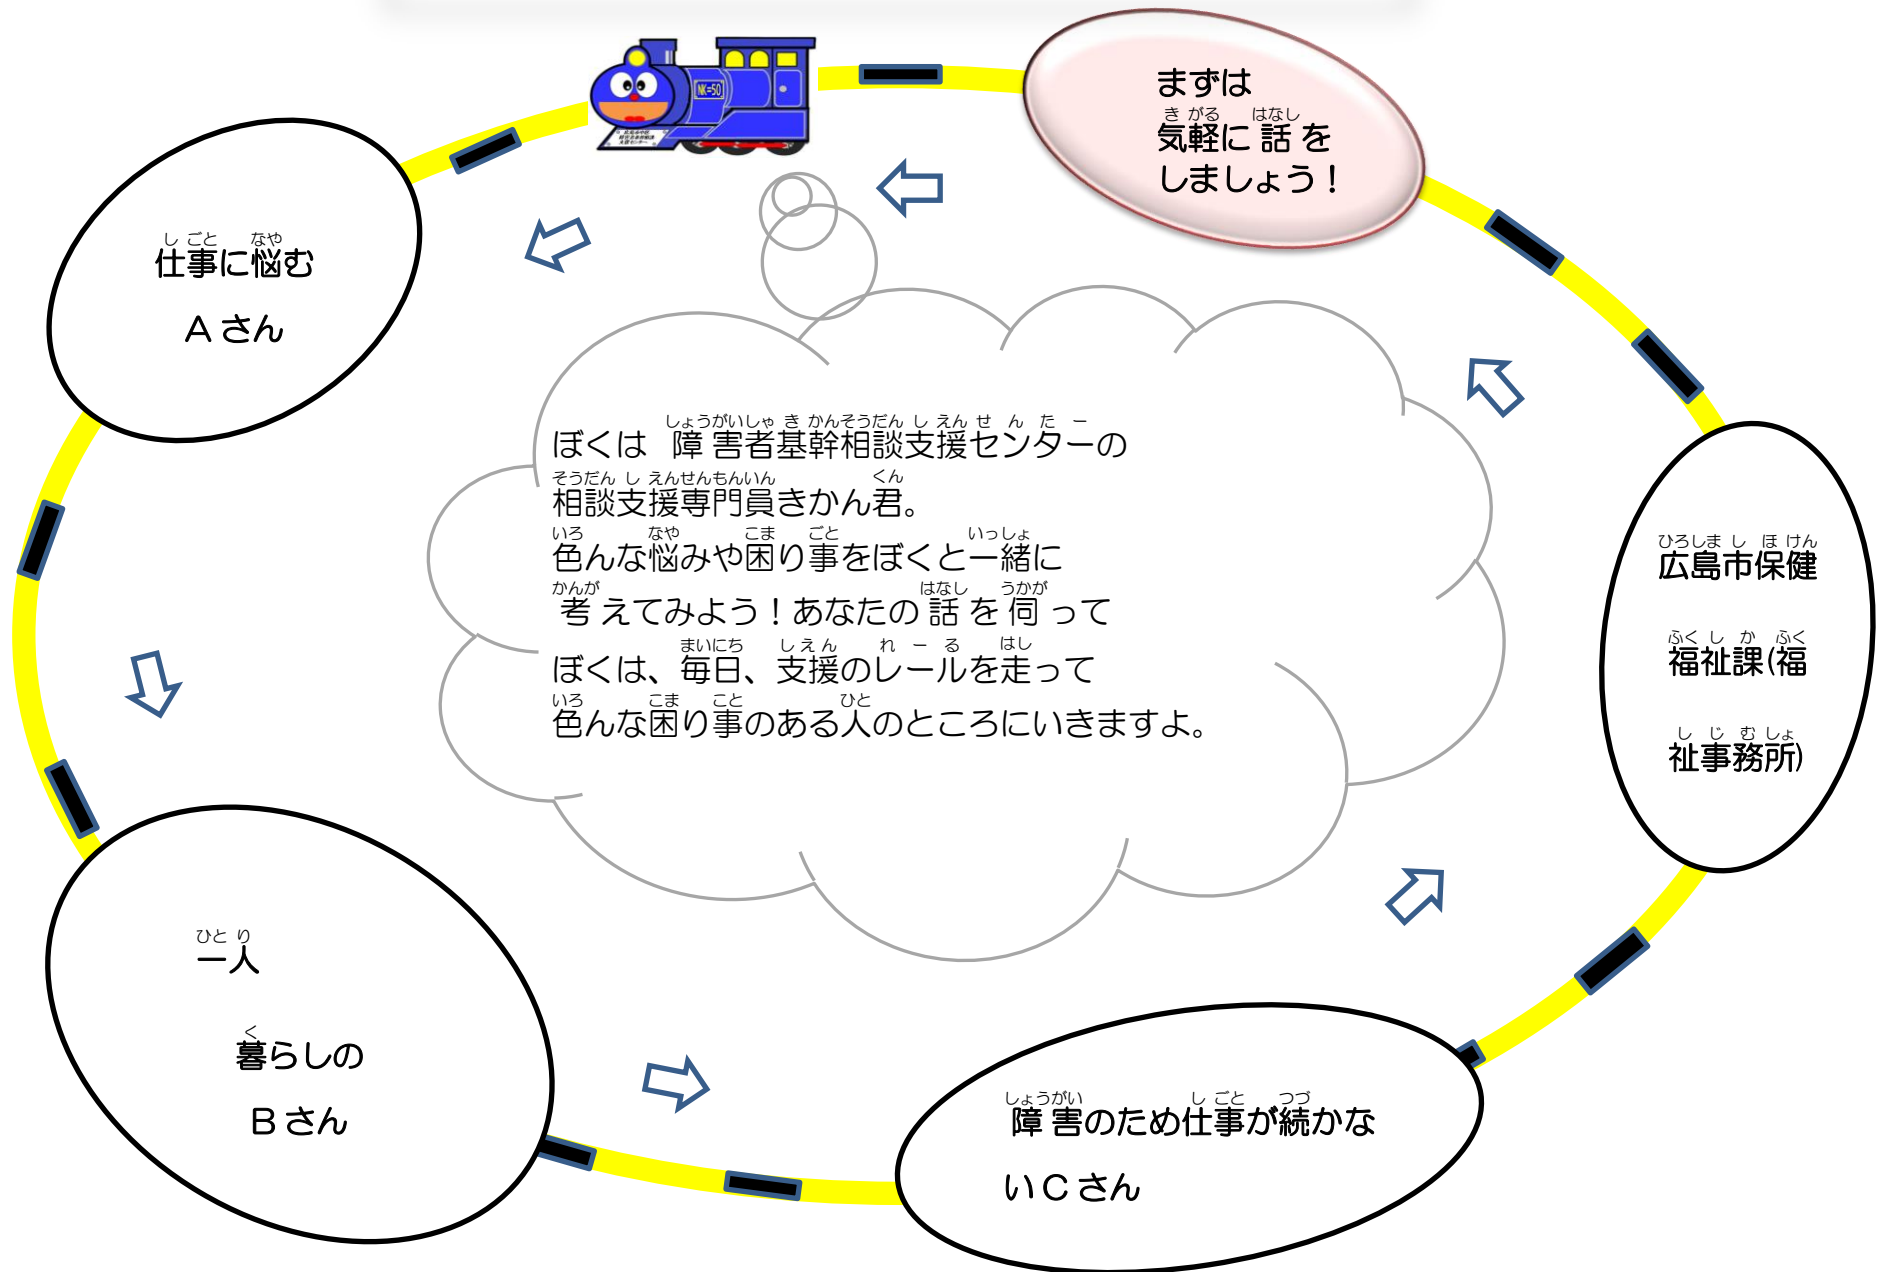 まずは
気軽に話を
しましょう！
NK=50
仕事に悩む
Aさん
ぼくは 障害者基幹相談支援センターの
相談支援専門員きかん君。
色んな悩みや困り事をぼくと一緒に
考えてみよう！あなたの話を伺って
ぼくは、毎日、支援のレールを走って
色んな困り事のある人のところにいきますよ。
広島市保健
福祉課(福
祉事務所)
一人
暮らしの
Bさん
障害のため仕事が続かな
いCさん